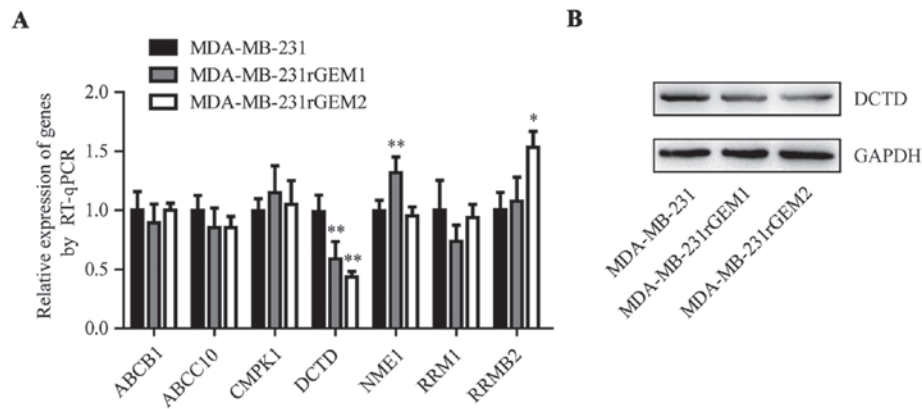 A
MDA-MB-231
MDA-MB-231rGEM1
MDA-MB-231rGEM2
Relative expression of genes
by RT-qPCR
2.0
1.5
1.0
0.5
0.0
**
**
**
*
ABCB1
ABCC10
CMPK1
DCTD
NME1
RRM1
RRMB2
B
DCTD
GAPDH
MDA-MB-231
MDA-MB-231rGEM1
MDA-MB-231rGEM2